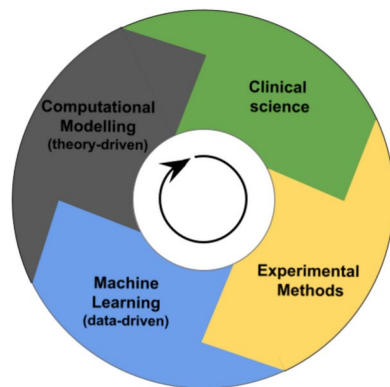 Clinical
science
Computational
Modelling
(theory-driven)
Experimental
Methods
Machine
Learning
(data-driven)